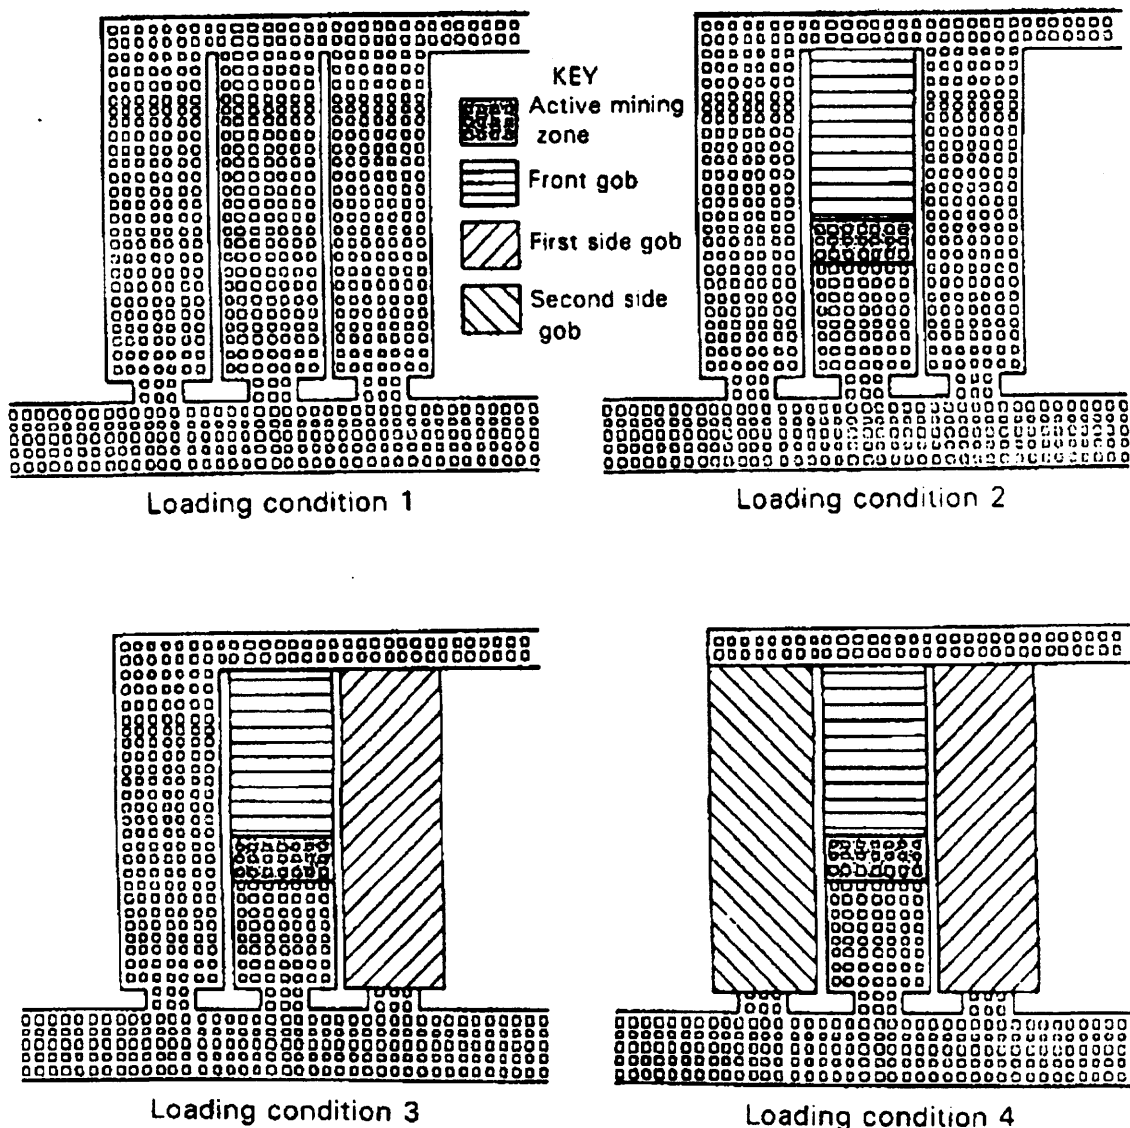 KEY
Active mining
zone
Front gob
First side gob
Second side
gob
Loading condition 1
Loading condition 2
Loading condition 3
Loading condition 4